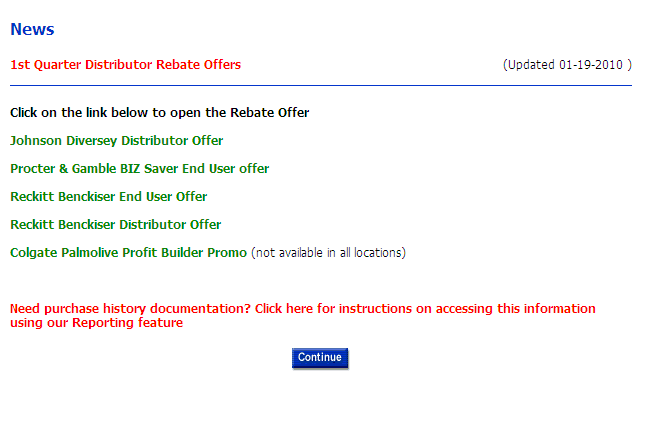 News
1st Quarter Distributor Rebate Offers (Updated 01-19-2010 )
Click on the link below to open the Rebate Offer
Johnson Diversey Distributor Offer
Procter & Gamble BIZ Saver End User offer
Reckitt Benckiser End User Offer
Reckitt Benckiser Distributor Offer
Colgate Palmolive Profit Builder Promo (not available in all locations)
Need purchase history documentation? Click here for instructions on accessing this information
using our Reporting feature
Continue